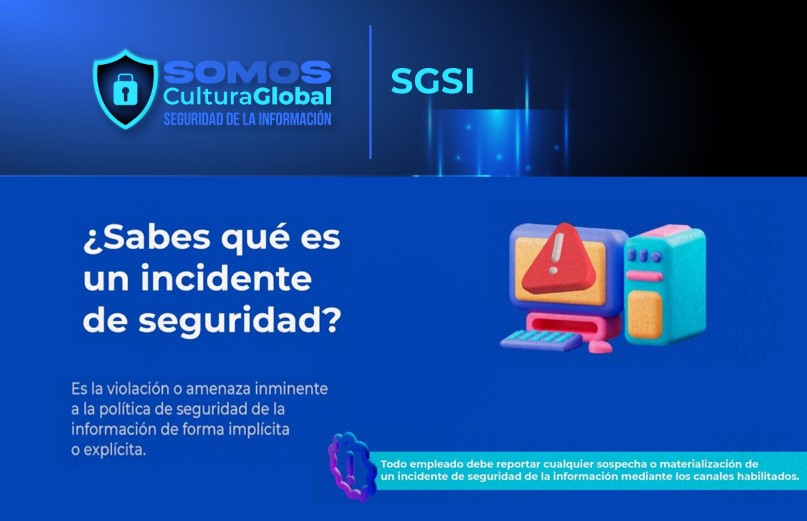 SOMOS
CulturaGlobal
SEGURIDAD DE LA INFORMACIÓN
SGSI
¿Sabes qué es
un incidente
de seguridad?
Es la violación o amenaza inminente
a la política de seguridad de la
información de forma implícita
o explícita.
Todo empleado debe reportar cualquier sospecha o materialización de
un incidente de seguridad de la información mediante los canales habilitados.